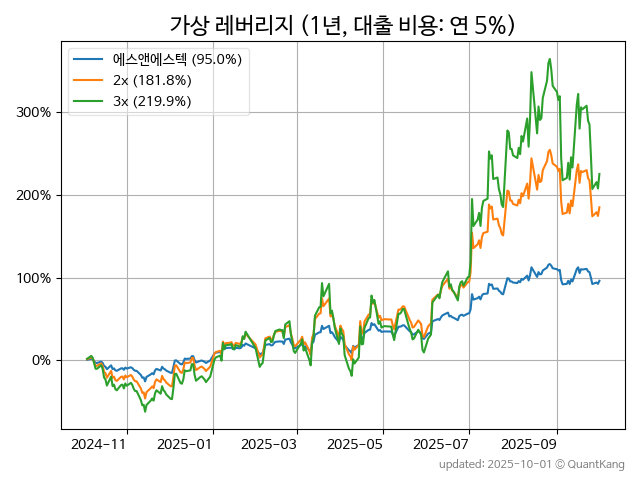 가상 레버리지 (1년, 대출 비용: 연 5%)
에스앤에스텍 (95.0%)
2x (181.8%)
3x (219.9%)
300%
200%
100%
0%
2024-11
2025-01
2025-03
2025-05
2025-07
2025-09
updated: 2025-10-01 © QuantKang